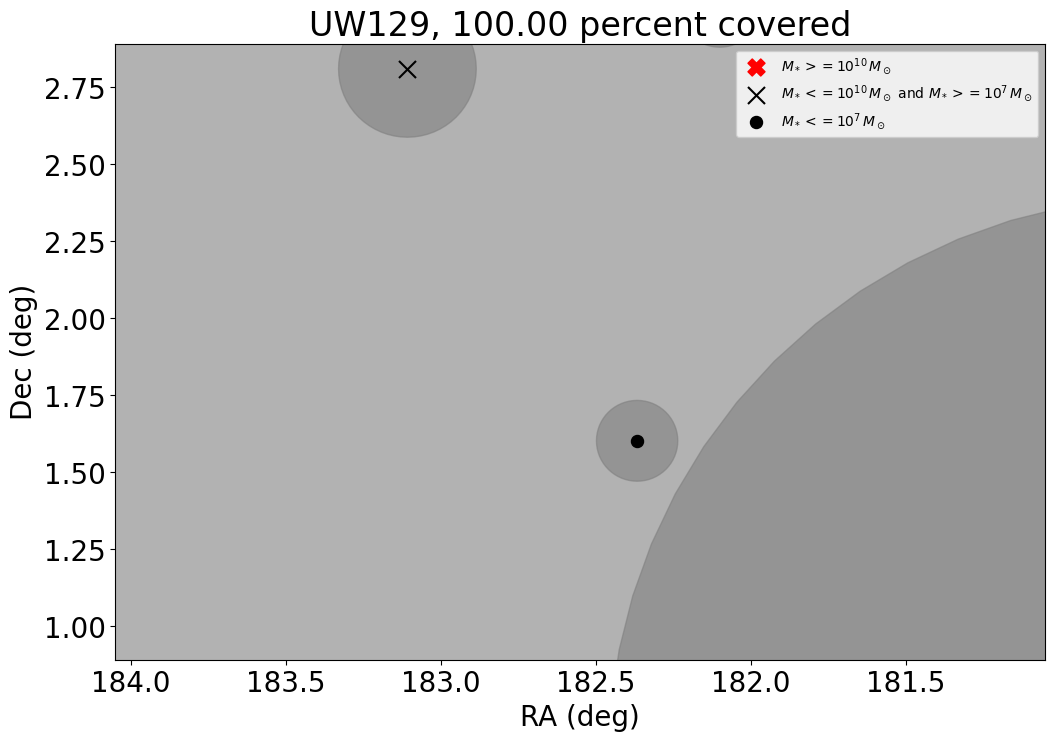 UW129, 100.00 percent covered
M* >= 10^10 M⊙
M* <= 10^10 M⊙ and M* >= 10^7 M⊙
M* <= 10^7 M⊙
Dec (deg)
2.75
2.50
2.25
2.00
1.75
1.50
1.25
1.00
184.0 183.5 183.0 182.5 182.0 181.5
RA (deg)